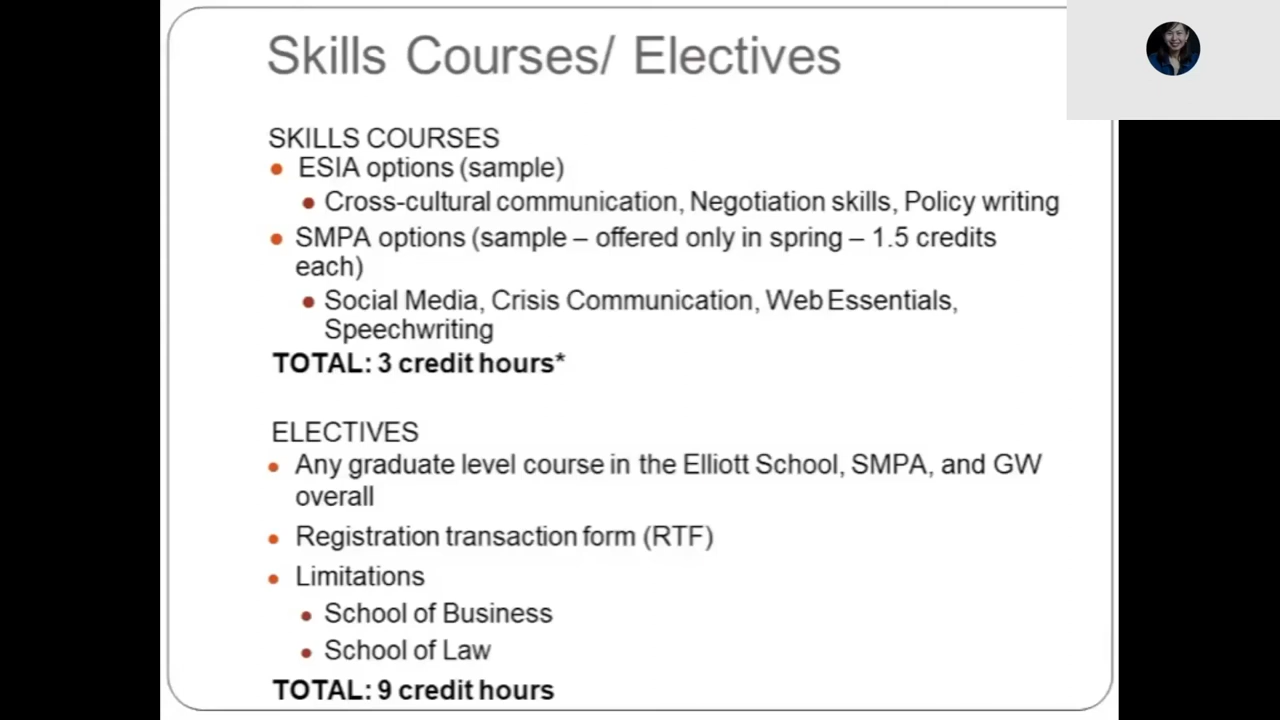 Skills Courses/ Electives
SKILLS COURSES
• ESIA options (sample)
• Cross-cultural communication, Negotiation skills, Policy writing
• SMPA options (sample – offered only in spring – 1.5 credits
each)
• Social Media, Crisis Communication, Web Essentials,
Speechwriting
TOTAL: 3 credit hours*
ELECTIVES
• Any graduate level course in the Elliott School, SMPA, and GW
overall
• Registration transaction form (RTF)
• Limitations
• School of Business
• School of Law
TOTAL: 9 credit hours